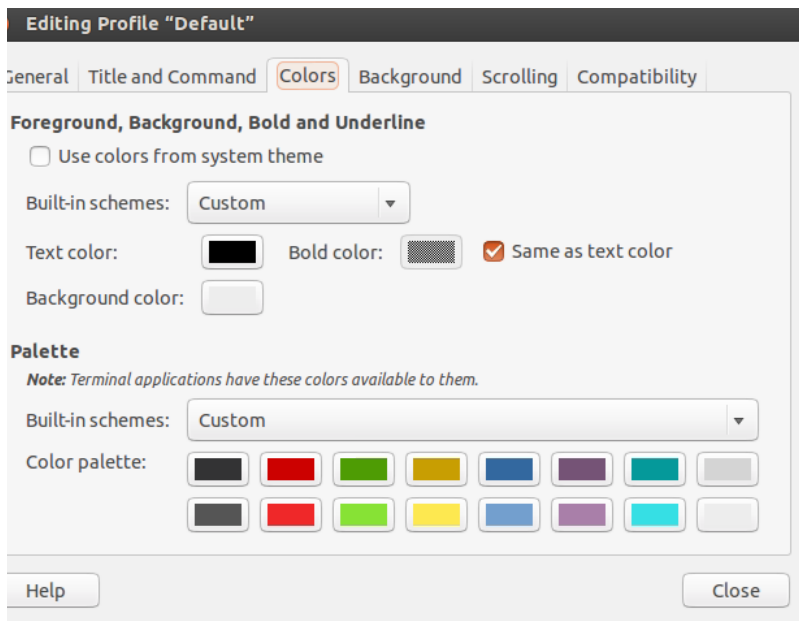 Editing Profile “Default”
General Title and Command Colors Background Scrolling Compatibility
Foreground, Background, Bold and Underline
Use colors from system theme
Built-in schemes: Custom
Text color: Bold color: Same as text color
Background color:
Palette
Note: Terminal applications have these colors available to them.
Built-in schemes: Custom
Color palette:
Help Close